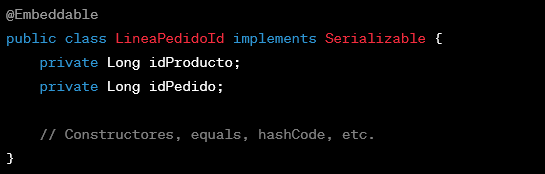 @Embeddable
public class LineaPedidoId implements Serializable {
    private Long idProducto;
    private Long idPedido;

    // Constructores, equals, hashCode, etc.
}